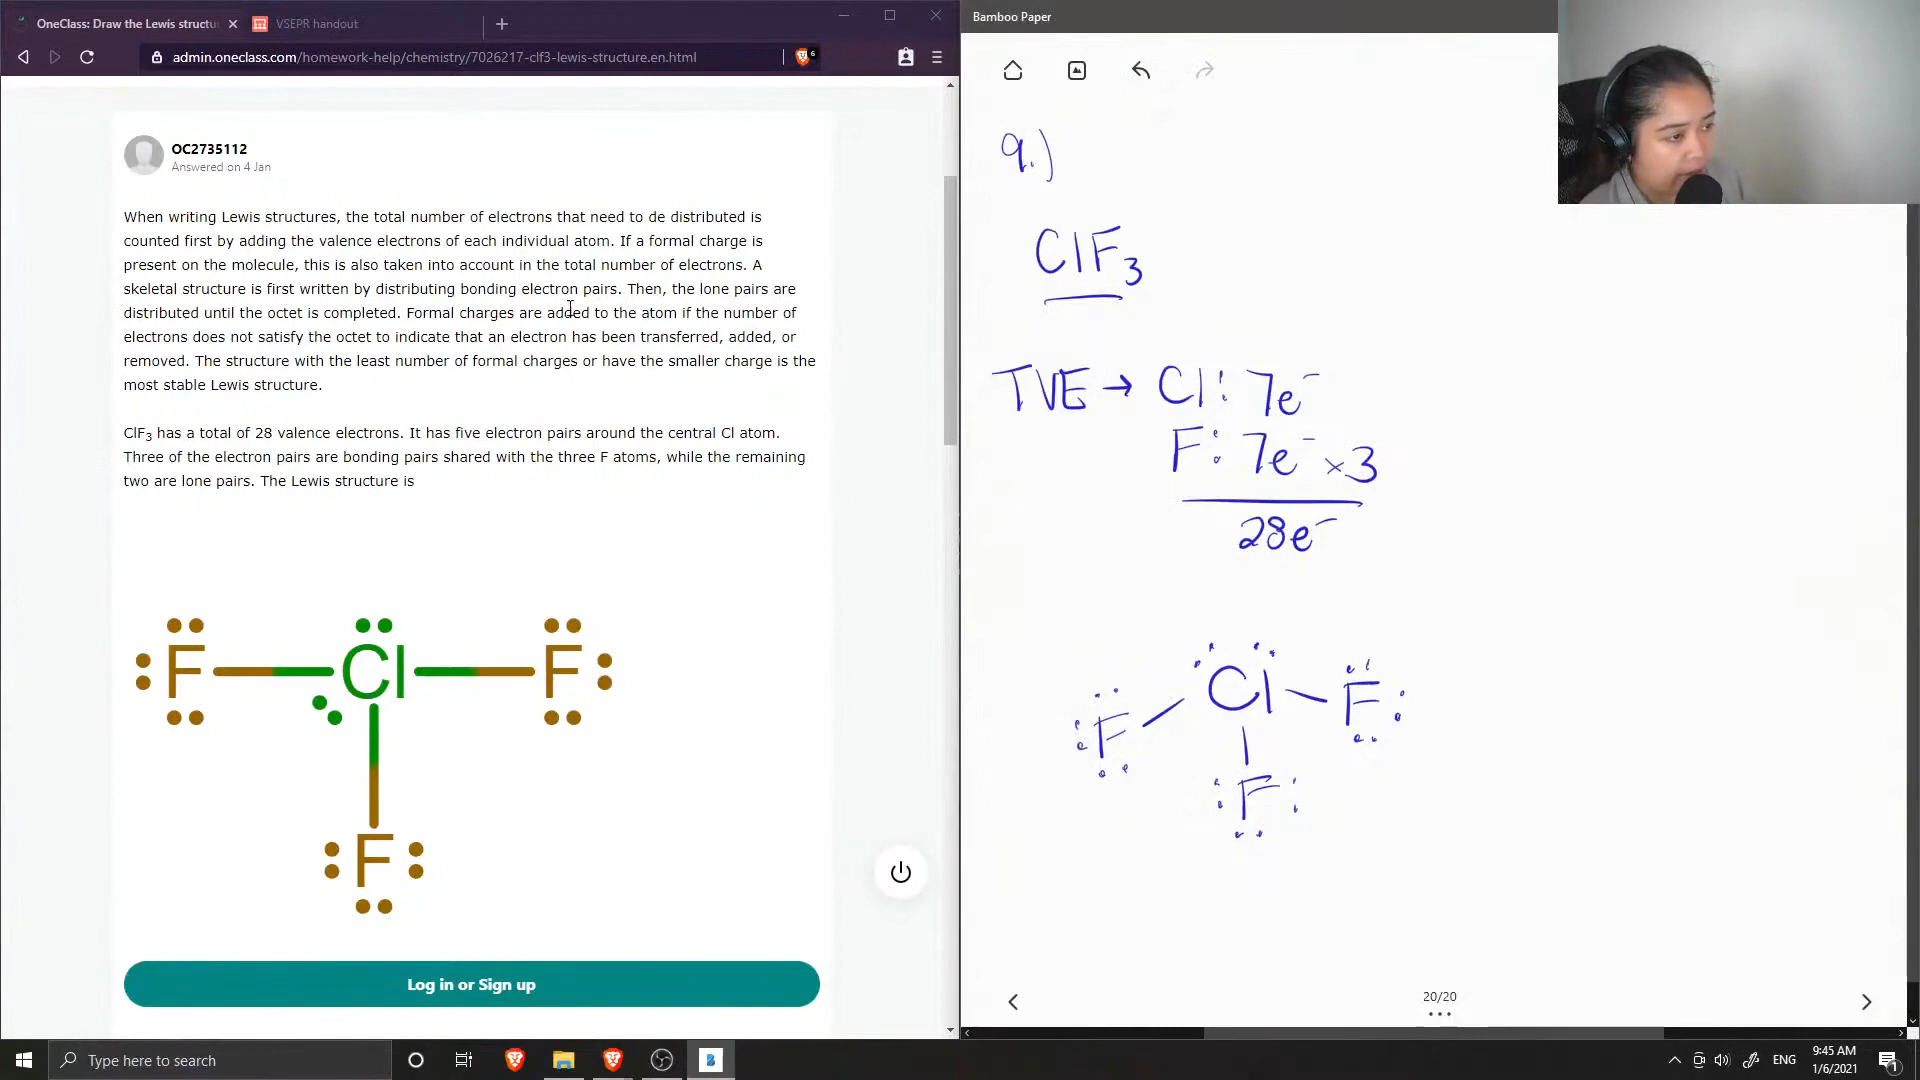 OneClass: Draw the Lewis structu
VSEPR handout
admin.oneclass.com/homework-help/chemistry/7026217-clf3-lewis-structure.en.html
6
OC2735112
Answered on 4 Jan
When writing Lewis structures, the total number of electrons that need to de distributed is
counted first by adding the valence electrons of each individual atom. If a formal charge is
present on the molecule, this is also taken into account in the total number of electrons. A
skeletal structure is first written by distributing bonding electron pairs. Then, the lone pairs are
distributed until the octet is completed. Formal charges are added to the atom if the number of
electrons does not satisfy the octet to indicate that an electron has been transferred, added, or
removed. The structure with the least number of formal charges or have the smaller charge is the
most stable Lewis structure.
ClF₃ has a total of 28 valence electrons. It has five electron pairs around the central Cl atom.
Three of the electron pairs are bonding pairs shared with the three F atoms, while the remaining
two are lone pairs. The Lewis structure is
F Cl F
F
Log in or Sign up
Bamboo Paper
9.)
ClF₃
TVE → Cl: 7e⁻
F: 7e⁻ ×3
28e⁻
Cl
F F
F
20/20
Type here to search
B
ENG
9:45 AM
1/6/2021
1